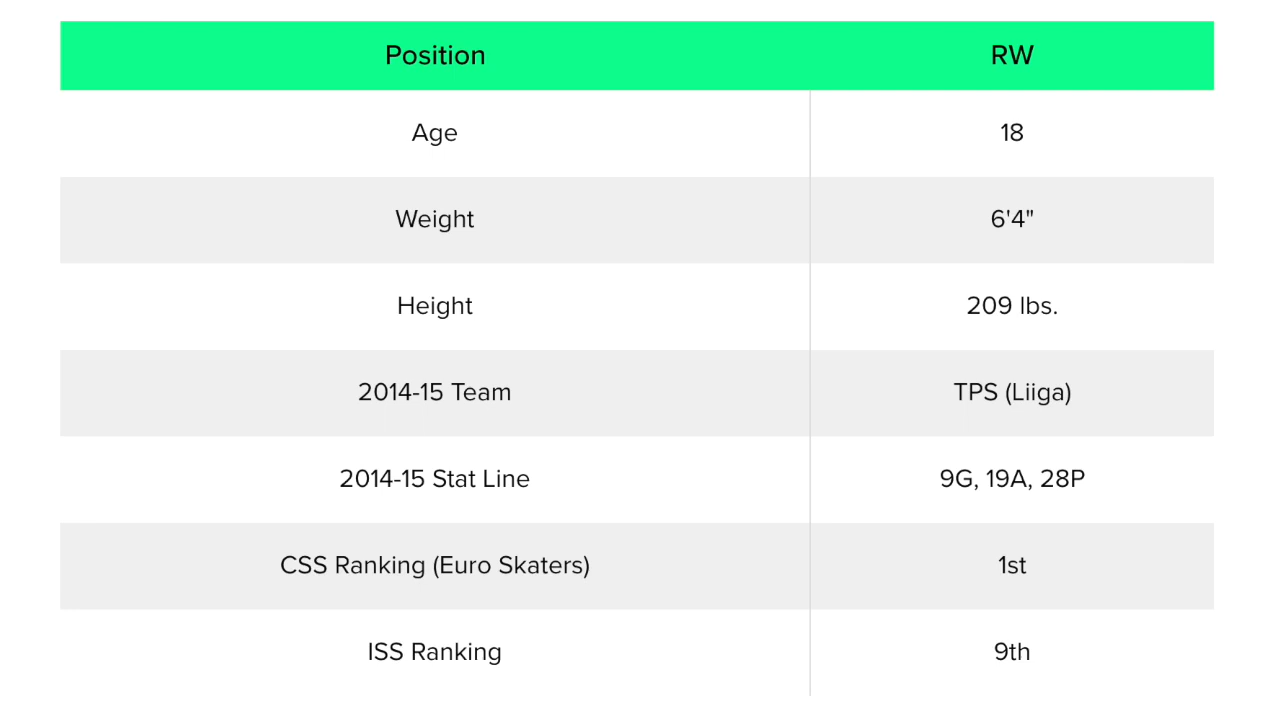 Position RW
Age 18
Weight 6'4"
Height 209 lbs.
2014-15 Team TPS (Liiga)
2014-15 Stat Line 9G, 19A, 28P
CSS Ranking (Euro Skaters) 1st
ISS Ranking 9th